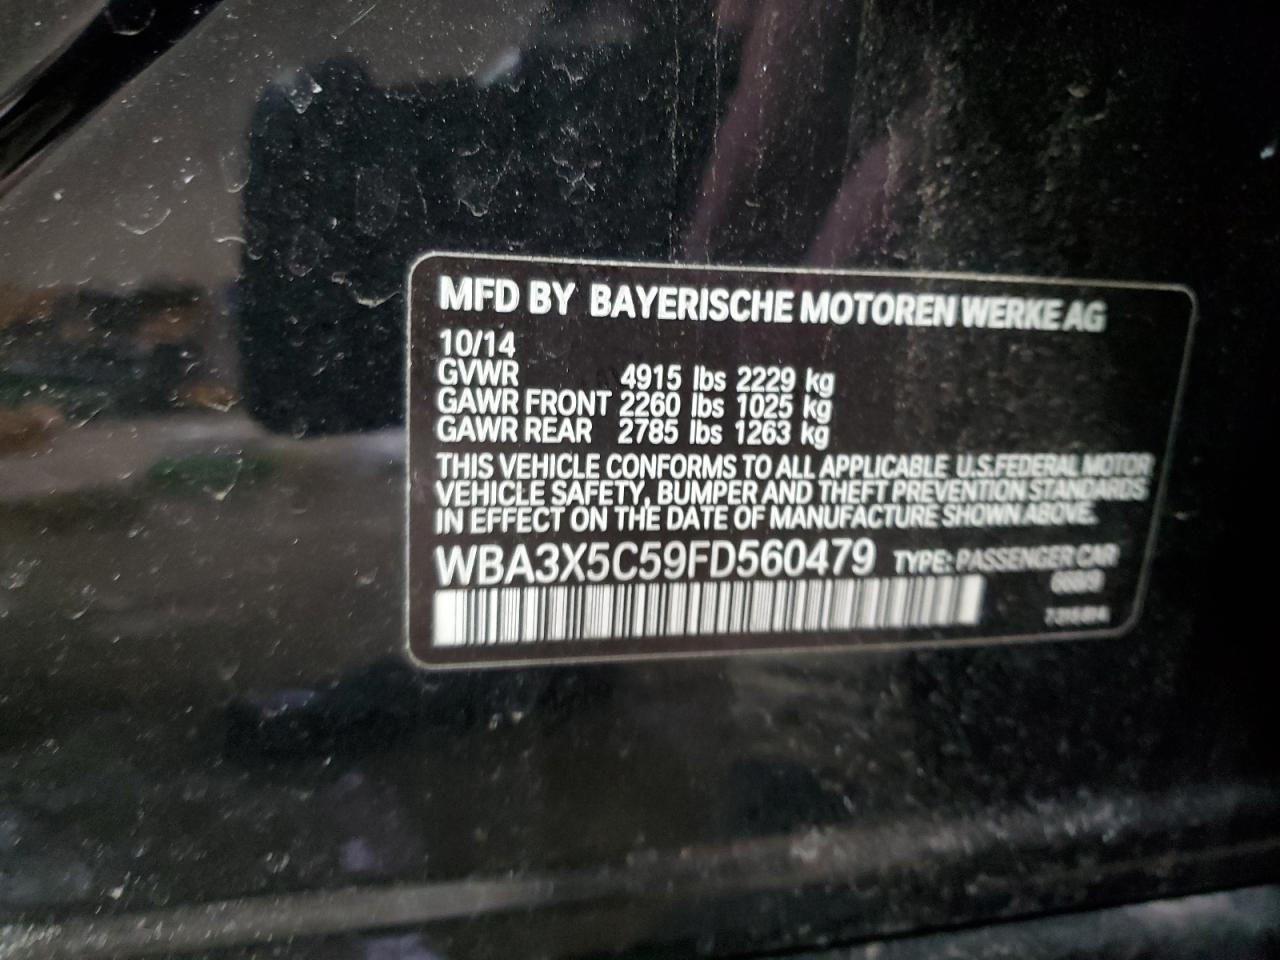 MFD BY BAYERISCHE MOTOREN WERKE AG
10/14
GVWR 4915 lbs 2229 kg
GAWR FRONT 2260 lbs 1025 kg
GAWR REAR 2785 lbs 1263 kg
THIS VEHICLE CONFORMS TO ALL APPLICABLE U.S.FEDERAL MOTOR
VEHICLE SAFETY, BUMPER AND THEFT PREVENTION STANDARDS
IN EFFECT ON THE DATE OF MANUFACTURE SHOWN ABOVE.
WBA3X5C59FD560479 TYPE: PASSENGER CAR